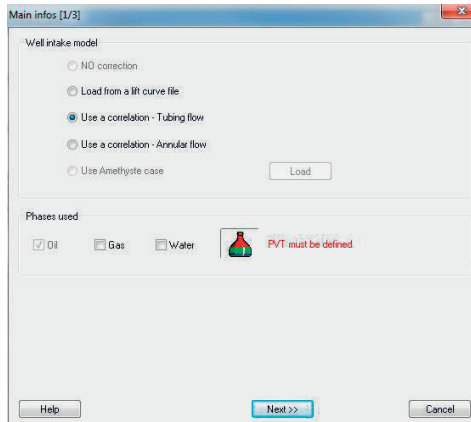 Main infos [1/3]
Well intake model
NO correction
Load from a lift curve file
Use a correlation - Tubing flow
Use a correlation - Annular flow
Use Amethyste case
Load
Phases used
Oil
Gas
Water
PVT must be defined
Help
Next >>
Cancel